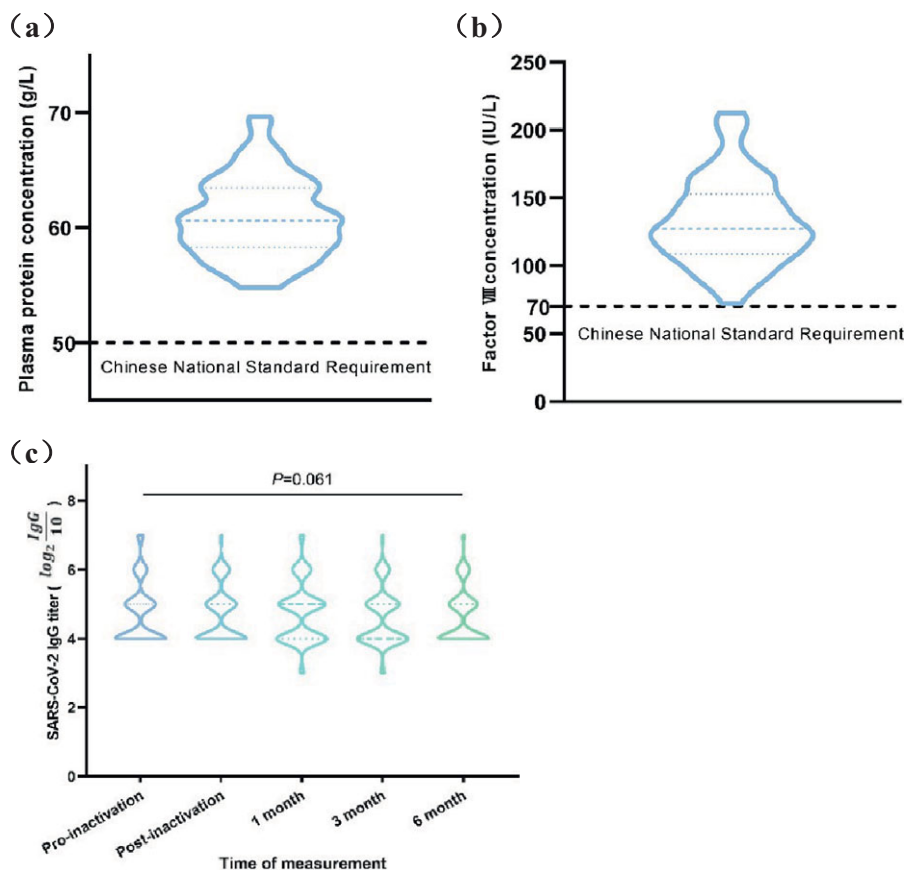 （a）
Plasma protein concentration (g/L)
70
60
50
Chinese National Standard Requirement
（b）
Factor Ⅷ concentration (IU/L)
250
200
150
100
70
50
0
Chinese National Standard Requirement
（c）
P=0.061
SARS-CoV-2 IgG titer ( log₂ IgG/10 )
8
6
4
2
0
Pro-inactivation
Post-inactivation
1 month
3 month
6 month
Time of measurement